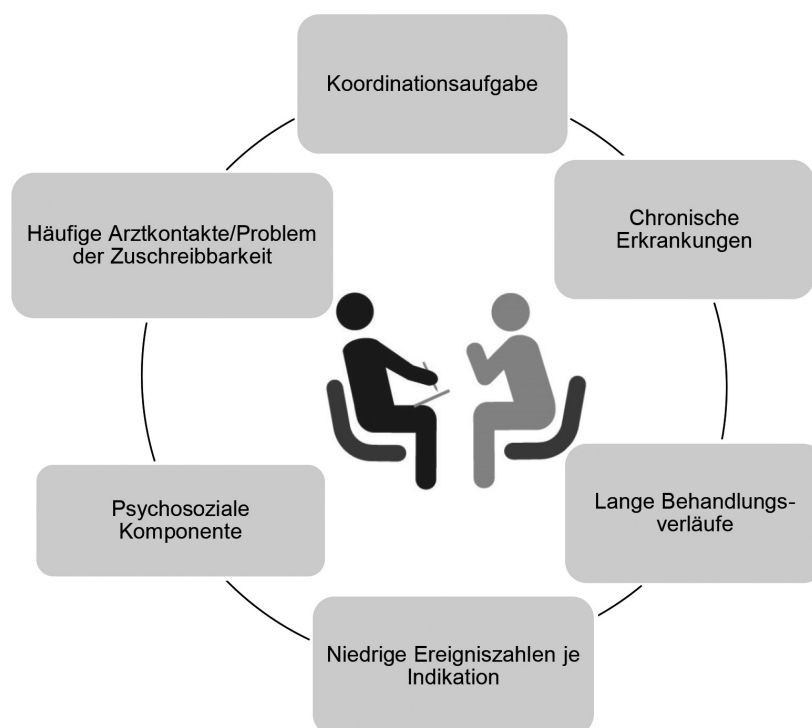 Koordinationsaufgabe
Chronische
Erkrankungen
Lange Behandlungs-
verläufe
Niedrige Ereigniszahlen je
Indikation
Psychosoziale
Komponente
Häufige Arztkontakte/Problem
der Zuschreibbarkeit